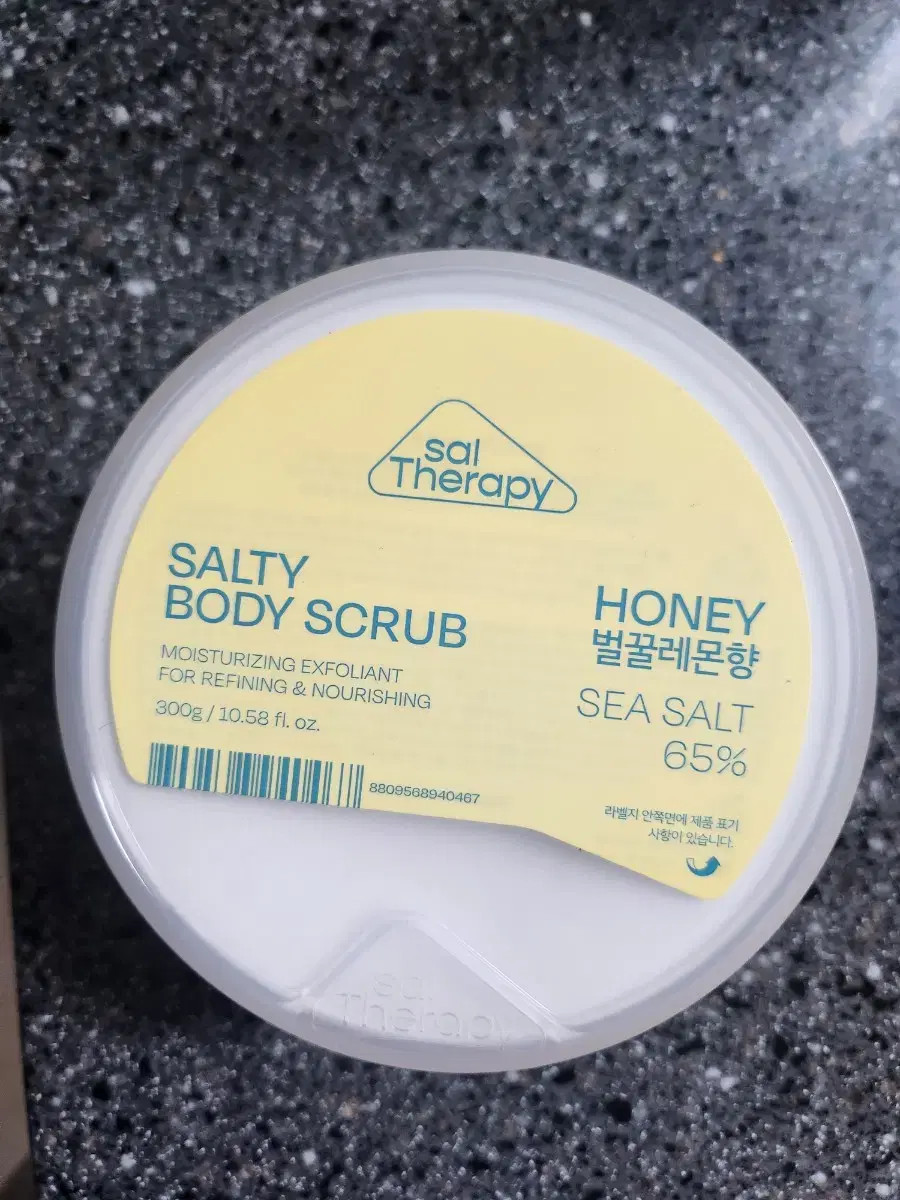 sal
Therapy
SALTY
BODY SCRUB
MOISTURIZING EXFOLIANT
FOR REFINING & NOURISHING
300g / 10.58 fl. oz.
8809568940467
HONEY
벌꿀레몬향
SEA SALT
65%
라벨지 안쪽면에 제품 표기
사항이 있습니다.
sal
Therapy